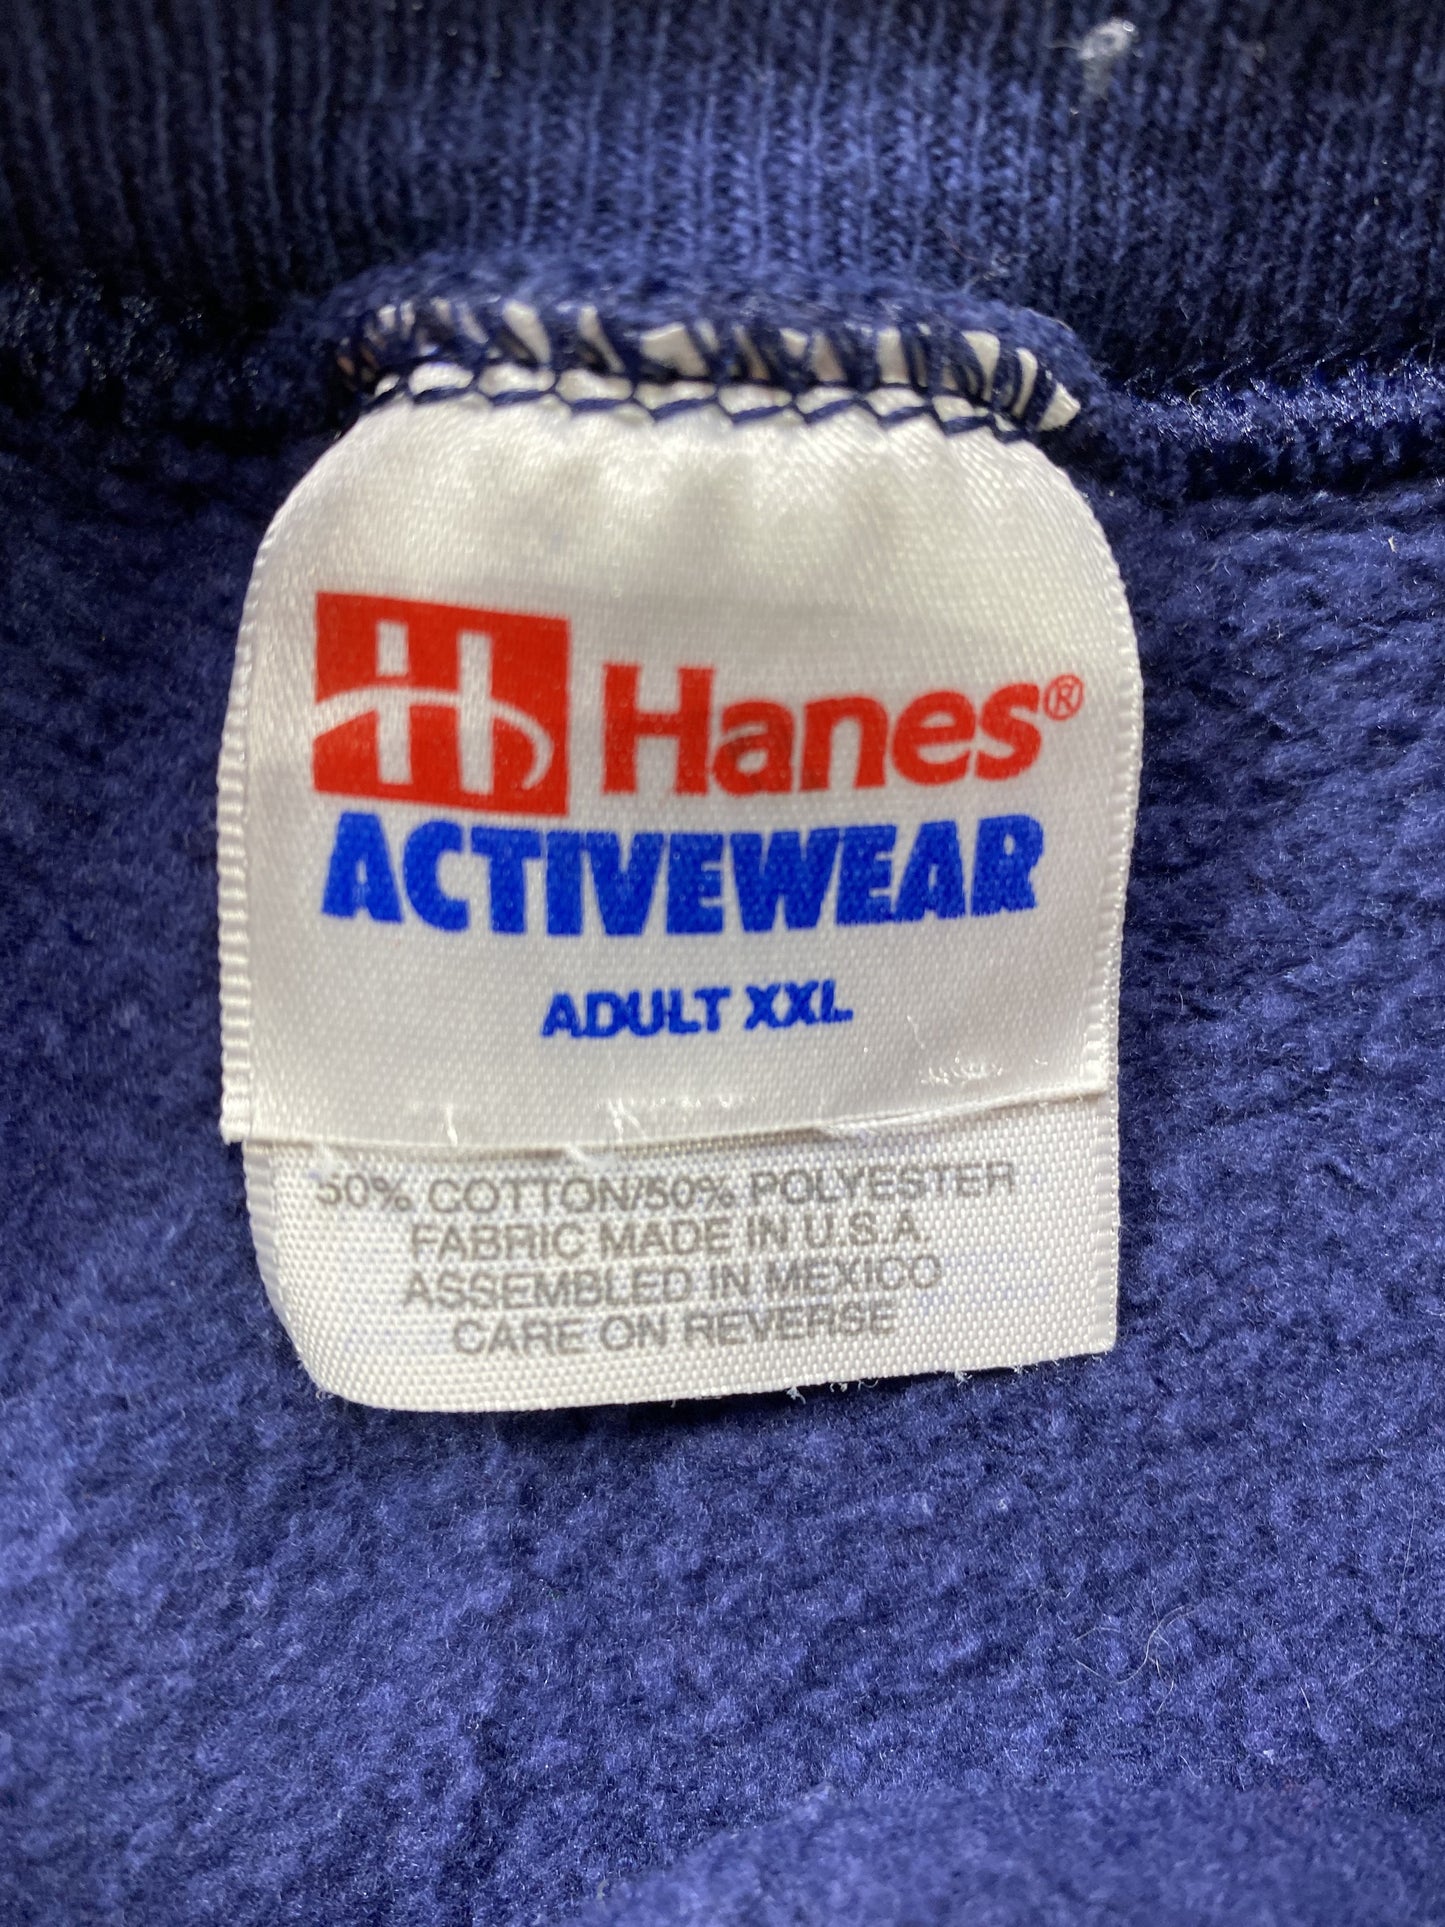 Hanes®
ACTIVEWEAR
ADULT XXL
50% COTTON/50% POLYESTER
FABRIC MADE IN U.S.A.
ASSEMBLED IN MEXICO
CARE ON REVERSE